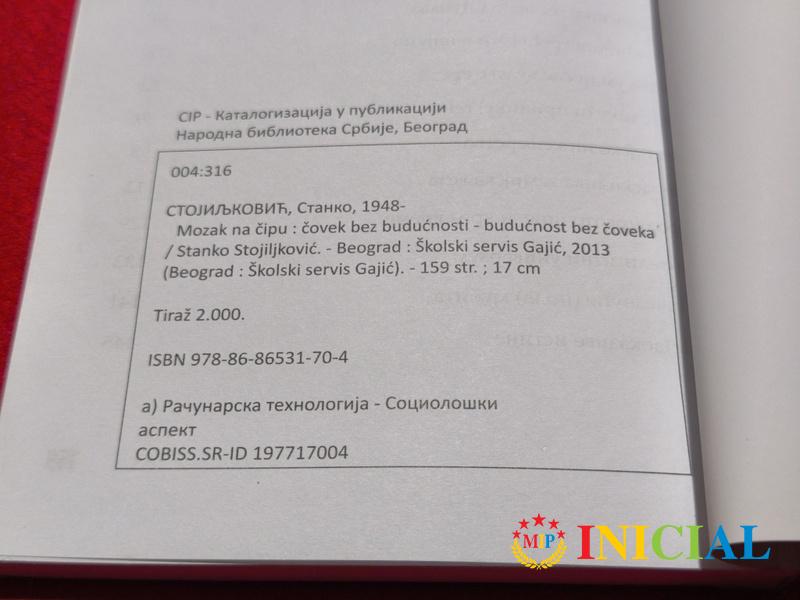 CIP - Каталогизација у публикацији
Народна библиотека Србије, Београд
004:316
СТОЈИЉКОВИЋ, Станко, 1948-
Mozak na čipu : čovek bez budućnosti - budućnost bez čoveka
/ Stanko Stojiljković. - Beograd : Školski servis Gajić, 2013
(Beograd : Školski servis Gajić). - 159 str. ; 17 cm
Tiraž 2.000.
ISBN 978-86-86531-70-4
a) Рачунарска технологија - Социолошки
аспект
COBISS.SR-ID 197717004
MIP INICIAL